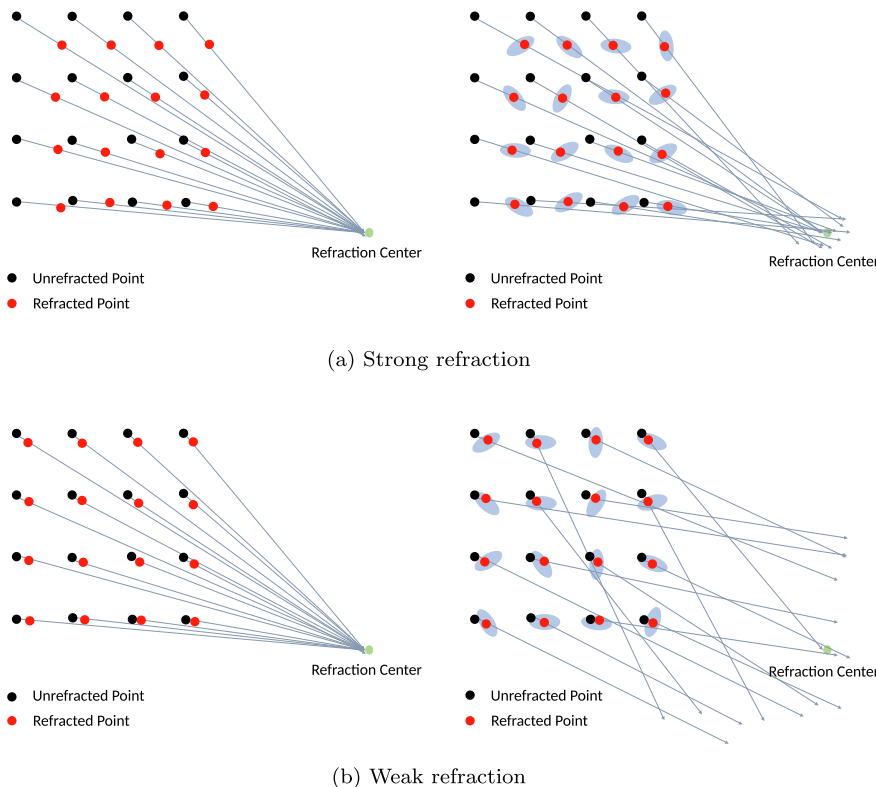 Refraction Center
Unrefracted Point
Refracted Point
Refraction Center
Unrefracted Point
Refracted Point
(a) Strong refraction
Refraction Center
Unrefracted Point
Refracted Point
Refraction Center
Unrefracted Point
Refracted Point
(b) Weak refraction